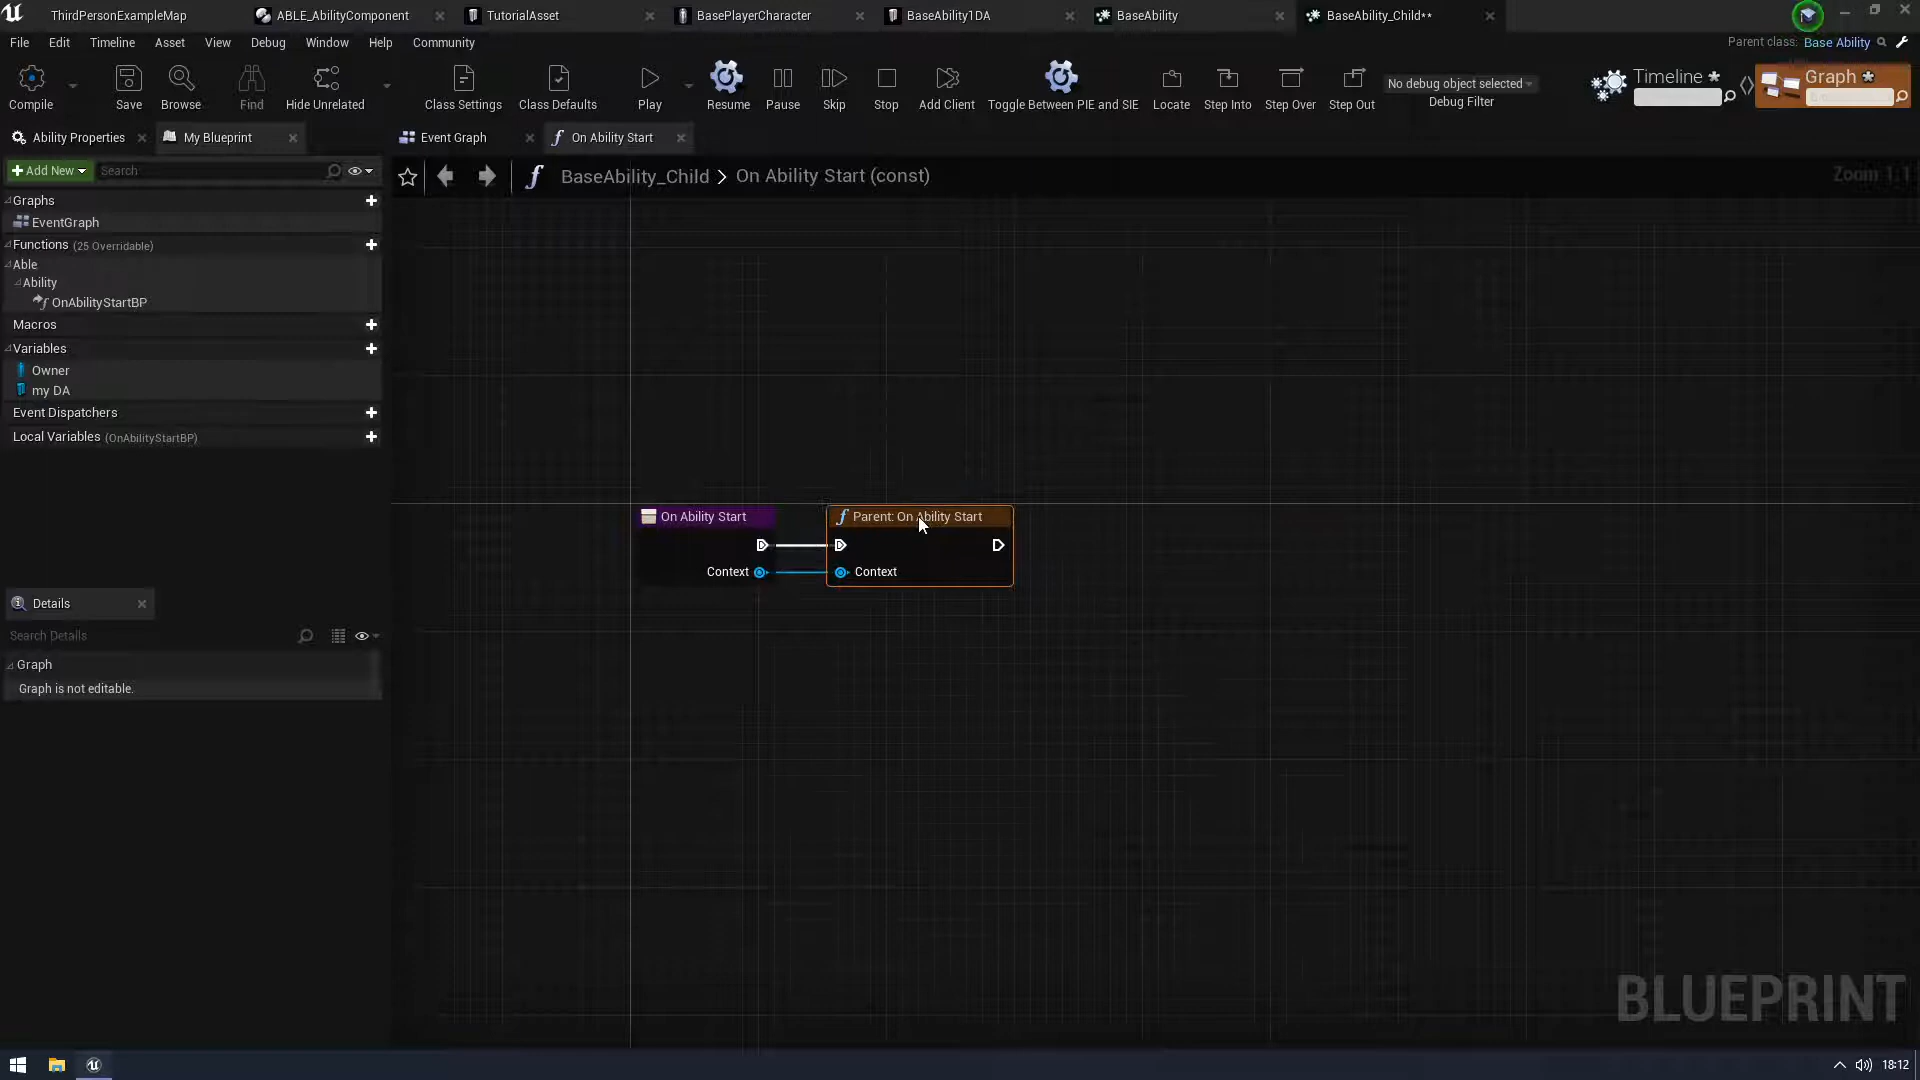 ThirdPersonExampleMap
ABLE_AbilityComponent
TutorialAsset
BasePlayerCharacter
BaseAbility1DA
BaseAbility
BaseAbility_Child**
File Edit Timeline Asset View Debug Window Help Community
Parent class: Base Ability
Compile
Save
Browse
Find
Hide Unrelated
Class Settings
Class Defaults
Play
Resume
Pause
Skip
Stop
Add Client
Toggle Between PIE and SIE
Locate
Step Into
Step Over
Step Out
No debug object selected
Debug Filter
Timeline *
Graph *
Ability Properties
My Blueprint
Event Graph
On Ability Start
Add New
Search
BaseAbility_Child > On Ability Start (const)
Zoom 1:1
Graphs
EventGraph
Functions (25 Overridable)
Able
Ability
OnAbilityStartBP
Macros
Variables
Owner
my DA
Event Dispatchers
Local Variables (OnAbilityStartBP)
On Ability Start
Context
Parent: On Ability Start
Context
Details
Search Details
Graph
Graph is not editable.
BLUEPRINT
18:12